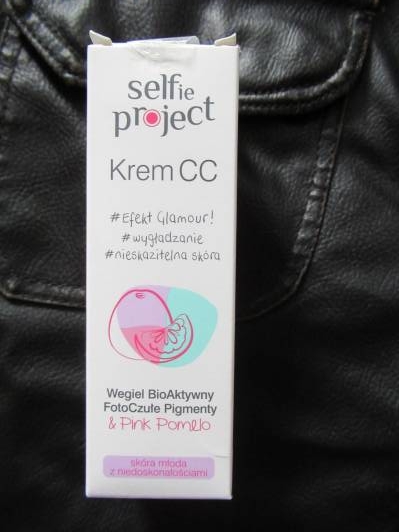 selfie
project
Krem CC
#Efekt Glamour!
#wygładzanie
#nieskazitelna skóra
Węgiel BioAktywny
FotoCzułe Pigmenty
& Pink Pomelo
skóra młoda
z niedoskonałościami